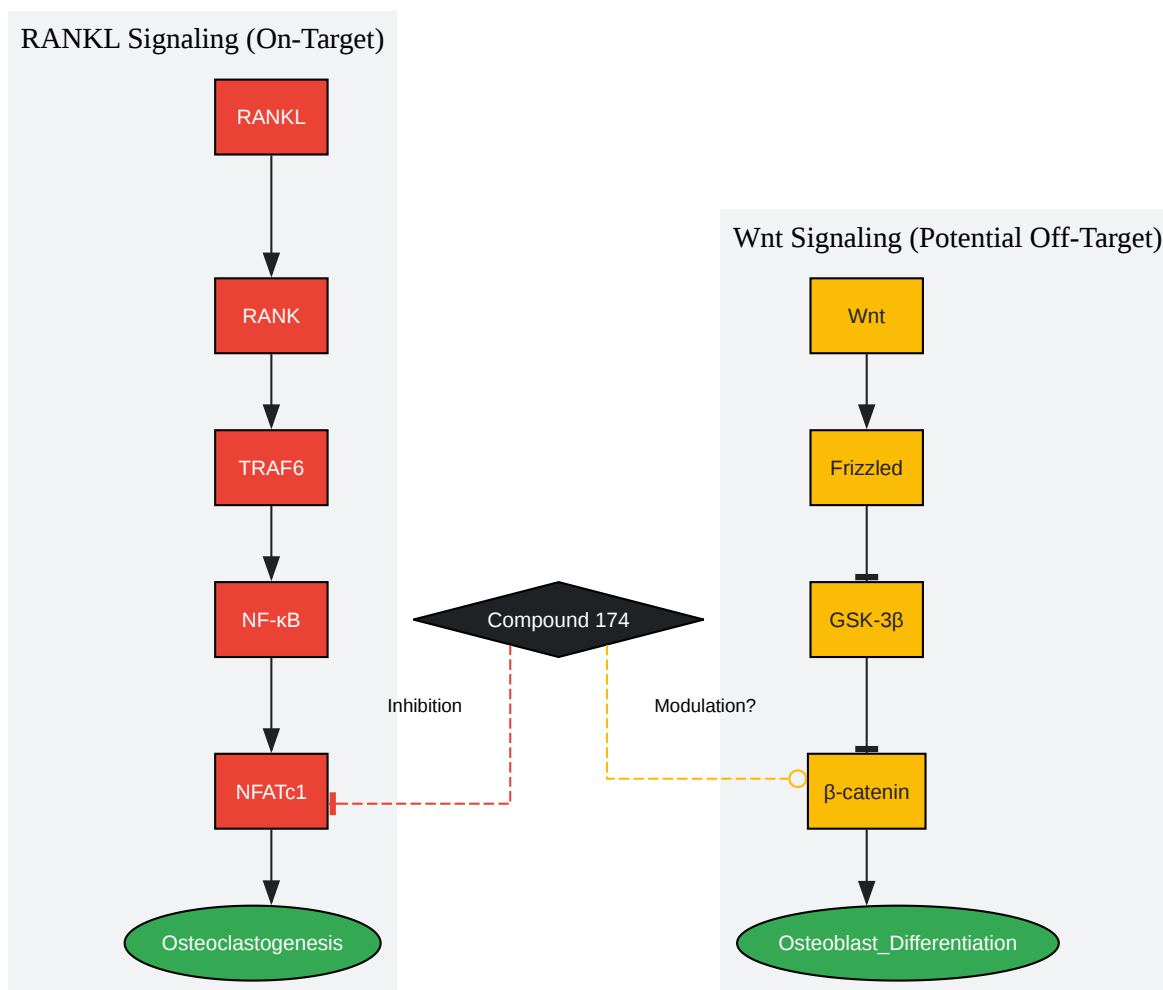 RANKL Signaling (On-Target)
RANKL
RANK
TRAF6
NF-κB
NFATc1
Osteoclastogenesis
Compound 174
Inhibition
Modulation?
Wnt Signaling (Potential Off-Target)
Wnt
Frizzled
GSK-3β
β-catenin
Osteoblast_Differentiation